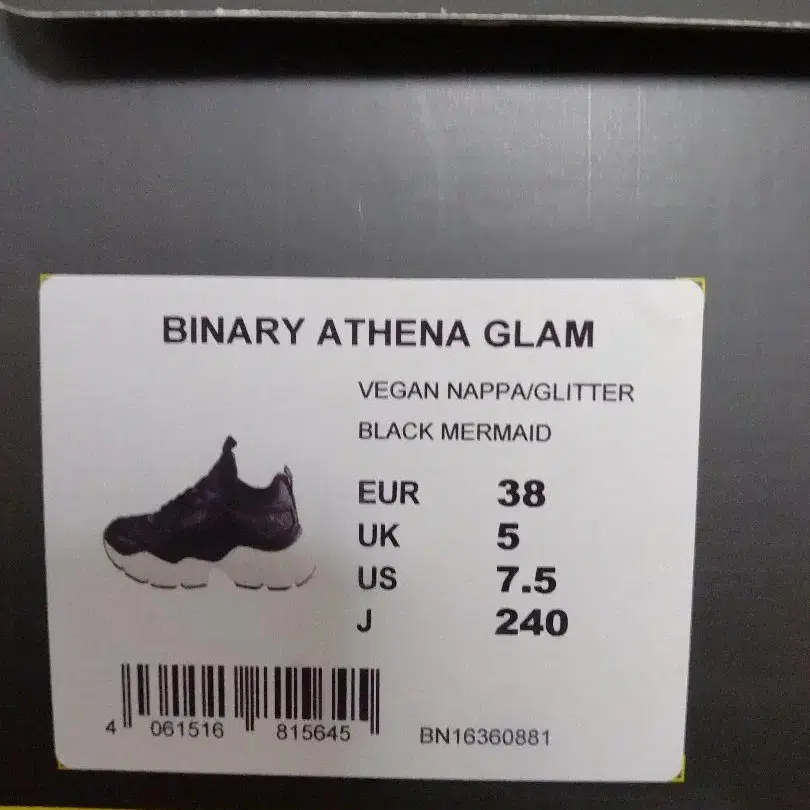 BINARY ATHENA GLAM
VEGAN NAPPA/GLITTER
BLACK MERMAID
EUR 38
UK 5
US 7.5
J 240
4 061516 815645
BN16360881